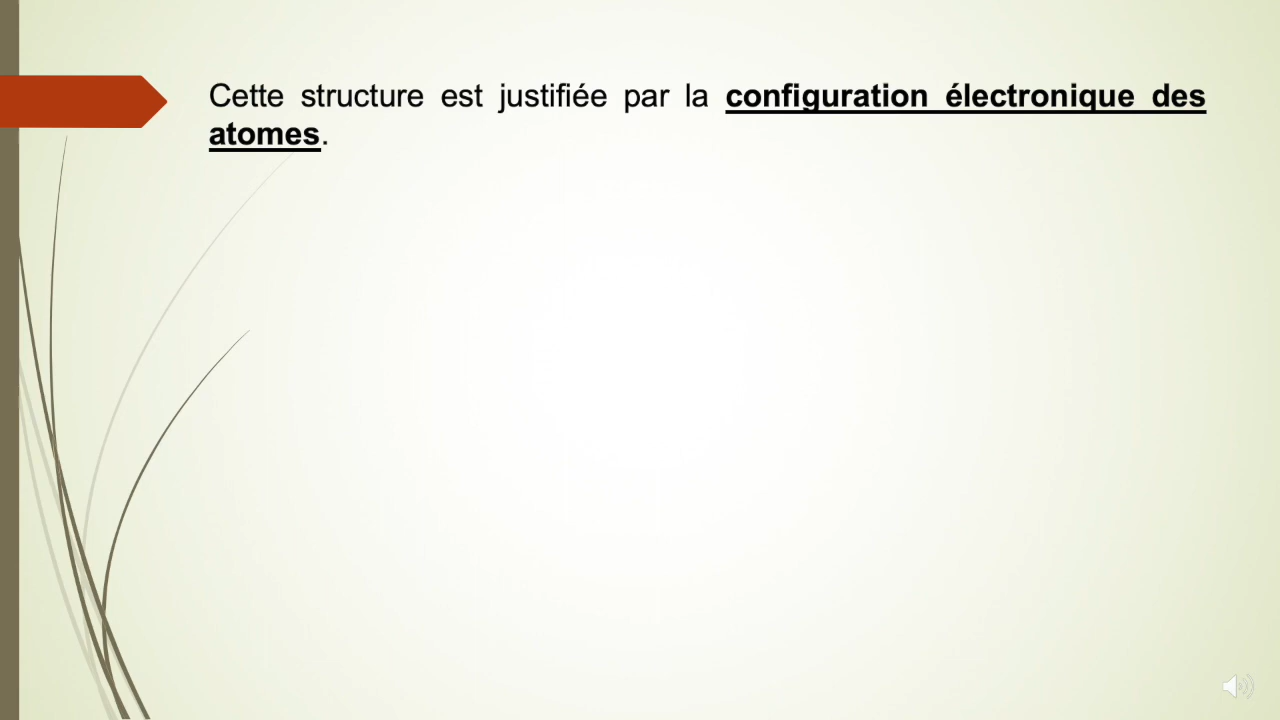 Cette structure est justifiée par la configuration électronique des
atomes.